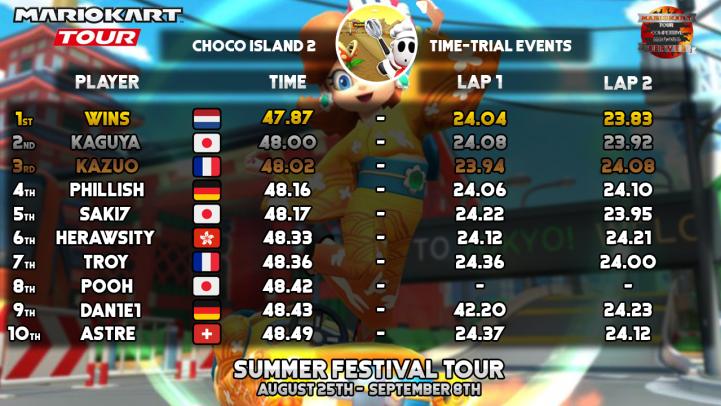 MARIOKART
TOUR
CHOCO ISLAND 2
TIME-TRIAL EVENTS
MARIOKART
TOUR
PLAYER TIME LAP 1 LAP 2
1ST WINS 47.87 - 24.04 23.83
2ND KAGUYA 48.00 - 24.08 23.92
3RD KAZUO 48.02 - 23.94 24.08
4TH PHILLISH 48.16 - 24.06 24.10
5TH SAKI7 48.17 - 24.22 23.95
6TH HERAWSITY 48.33 - 24.12 24.21
7TH TROY 48.36 - 24.36 24.00
8TH POOH 48.42 - - -
9TH DAN1E1 48.43 - 42.20 24.23
10TH ASTRE 48.49 - 24.37 24.12
SUMMER FESTIVAL TOUR
AUGUST 25TH - SEPTEMBER 8TH